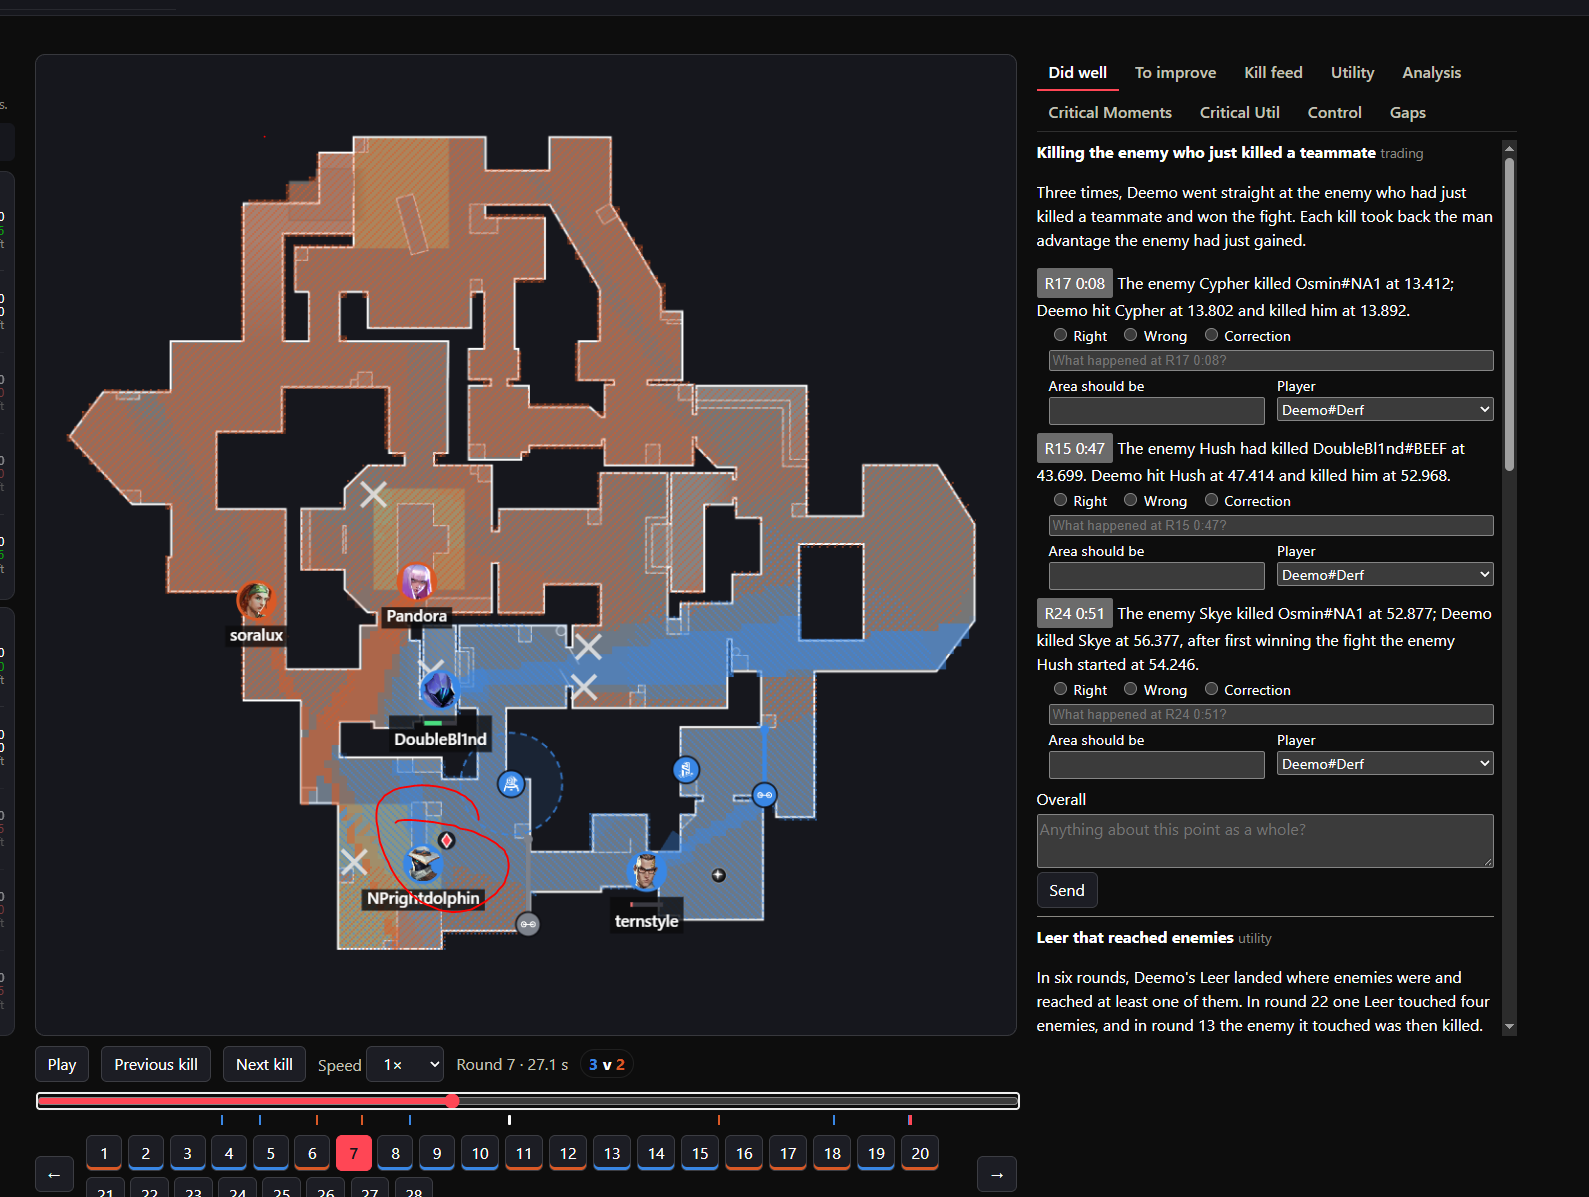 s.
Did well
To improve
Kill feed
Utility
Analysis
Critical Moments
Critical Util
Control
Gaps
Killing the enemy who just killed a teammate trading
Three times, Deemo went straight at the enemy who had just
killed a teammate and won the fight. Each kill took back the man
advantage the enemy had just gained.
R17 0:08 The enemy Cypher killed Osmin#NA1 at 13.412;
Deemo hit Cypher at 13.802 and killed him at 13.892.
Right Wrong Correction
What happened at R17 0:08?
Area should be
Player
Deemo#Derf
R15 0:47 The enemy Hush had killed DoubleBl1nd#BEEF at
43.699. Deemo hit Hush at 47.414 and killed him at 52.968.
Right Wrong Correction
What happened at R15 0:47?
Area should be
Player
Deemo#Derf
R24 0:51 The enemy Skye killed Osmin#NA1 at 52.877; Deemo
killed Skye at 56.377, after first winning the fight the enemy
Hush started at 54.246.
Right Wrong Correction
What happened at R24 0:51?
Area should be
Player
Deemo#Derf
Overall
Anything about this point as a whole?
Send
Leer that reached enemies utility
In six rounds, Deemo's Leer landed where enemies were and
reached at least one of them. In round 22 one Leer touched four
enemies, and in round 13 the enemy it touched was then killed.
soralux
Pandora
DoubleBl1nd
NPrightdolphin
ternstyle
Play
Previous kill
Next kill
Speed
1×
Round 7 · 27.1 s
3 v 2
←
1 2 3 4 5 6 7 8 9 10 11 12 13 14 15 16 17 18 19 20
→
21 22 23 24 25 26 27 28